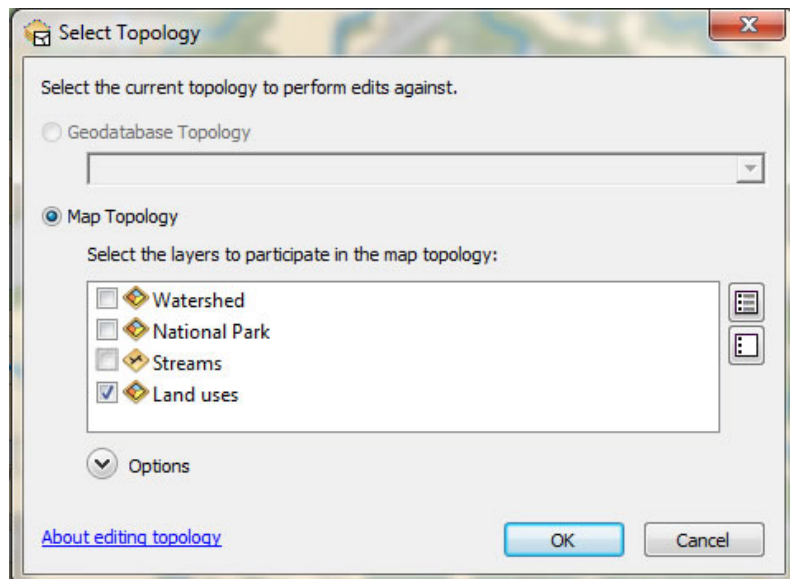 Select Topology
Select the current topology to perform edits against.
Geodatabase Topology
Map Topology
Select the layers to participate in the map topology:
Watershed
National Park
Streams
Land uses
Options
About editing topology
OK
Cancel